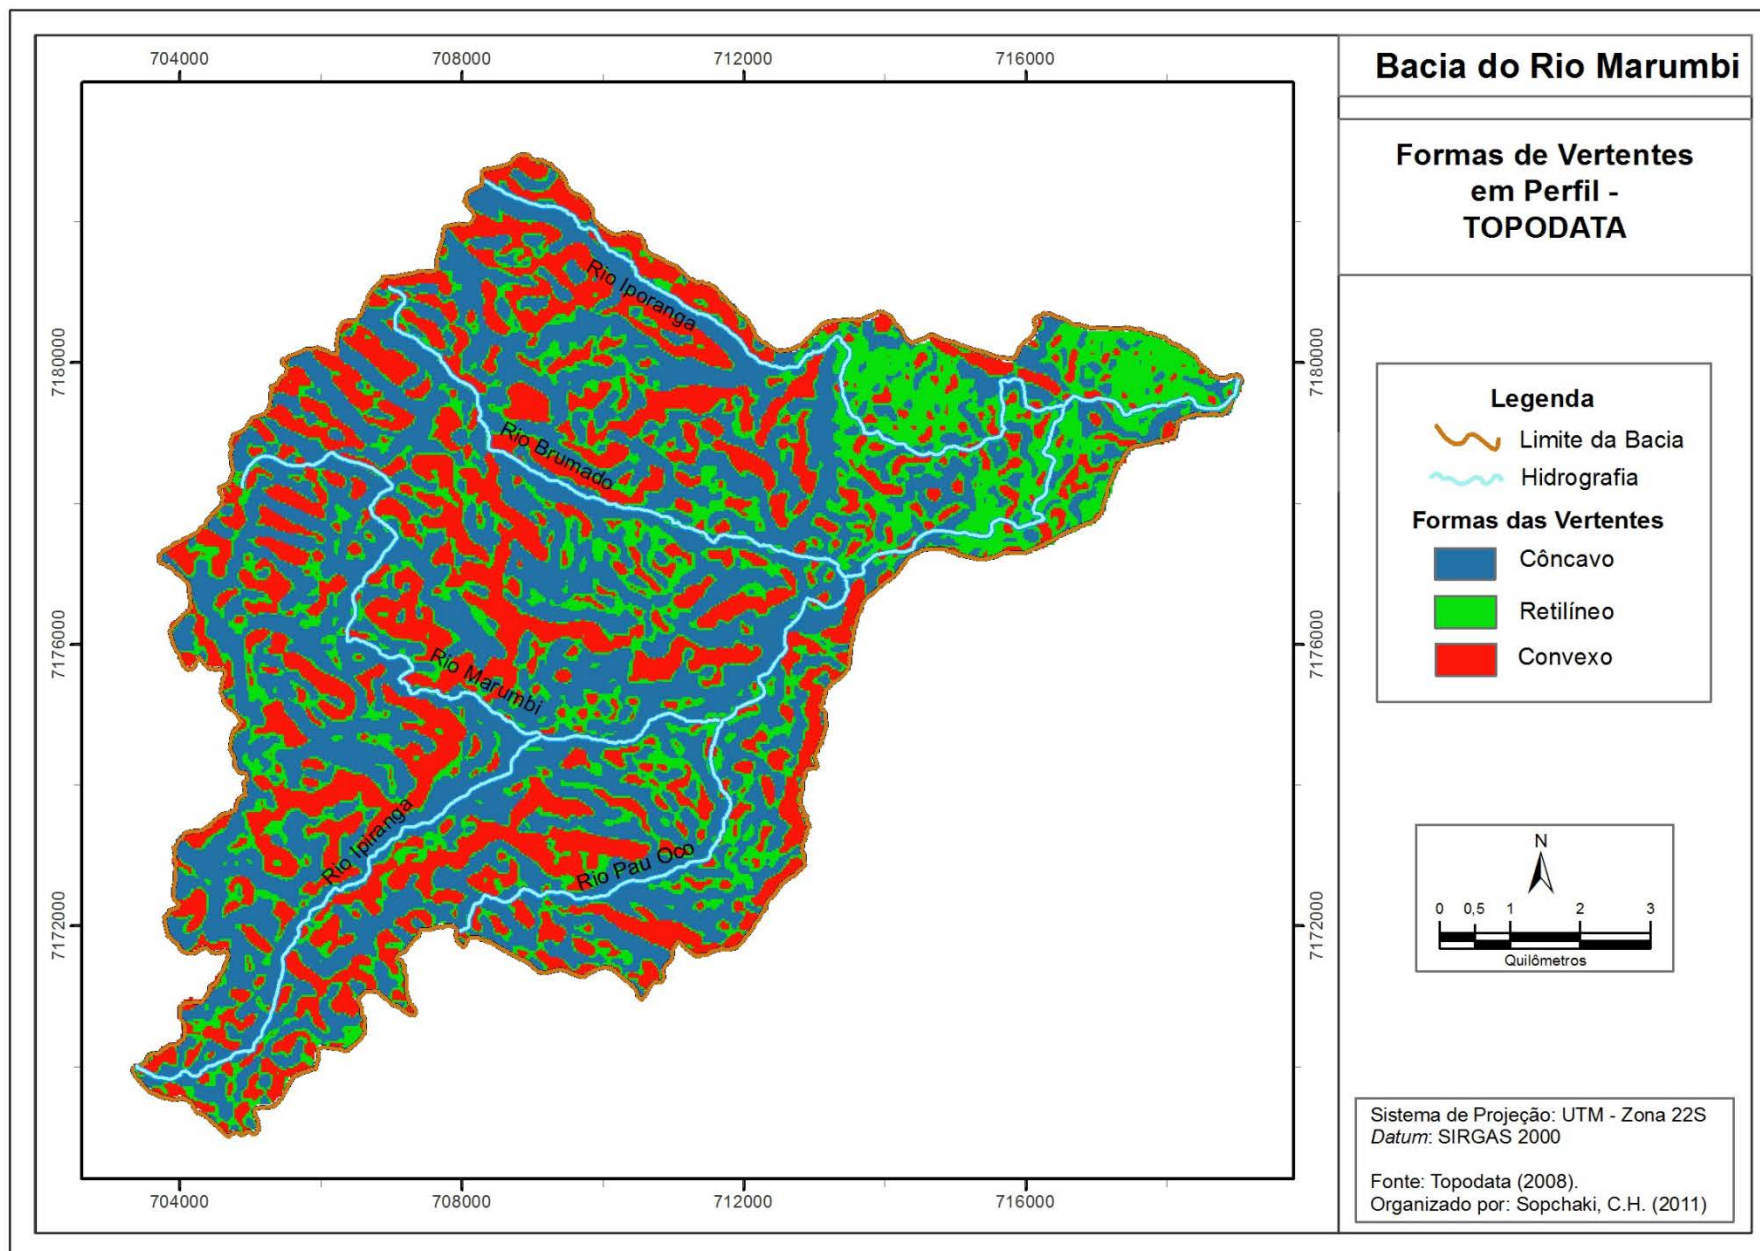 704000
708000
712000
716000
7180000
7176000
7172000
7180000
7176000
7172000
704000
708000
712000
716000
Rio Iporanga
Rio Brumado
Rio Marumbi
Rio Ipiranga
Rio Pau Oco
Bacia do Rio Marumbi
Formas de Vertentes
em Perfil -
TOPODATA
Legenda
Limite da Bacia
Hidrografia
Formas das Vertentes
Côncavo
Retilíneo
Convexo
N
0 0,5 1 2 3
Quilômetros
Sistema de Projeção: UTM - Zona 22S
Datum: SIRGAS 2000
Fonte: Topodata (2008).
Organizado por: Sopchaki, C.H. (2011)